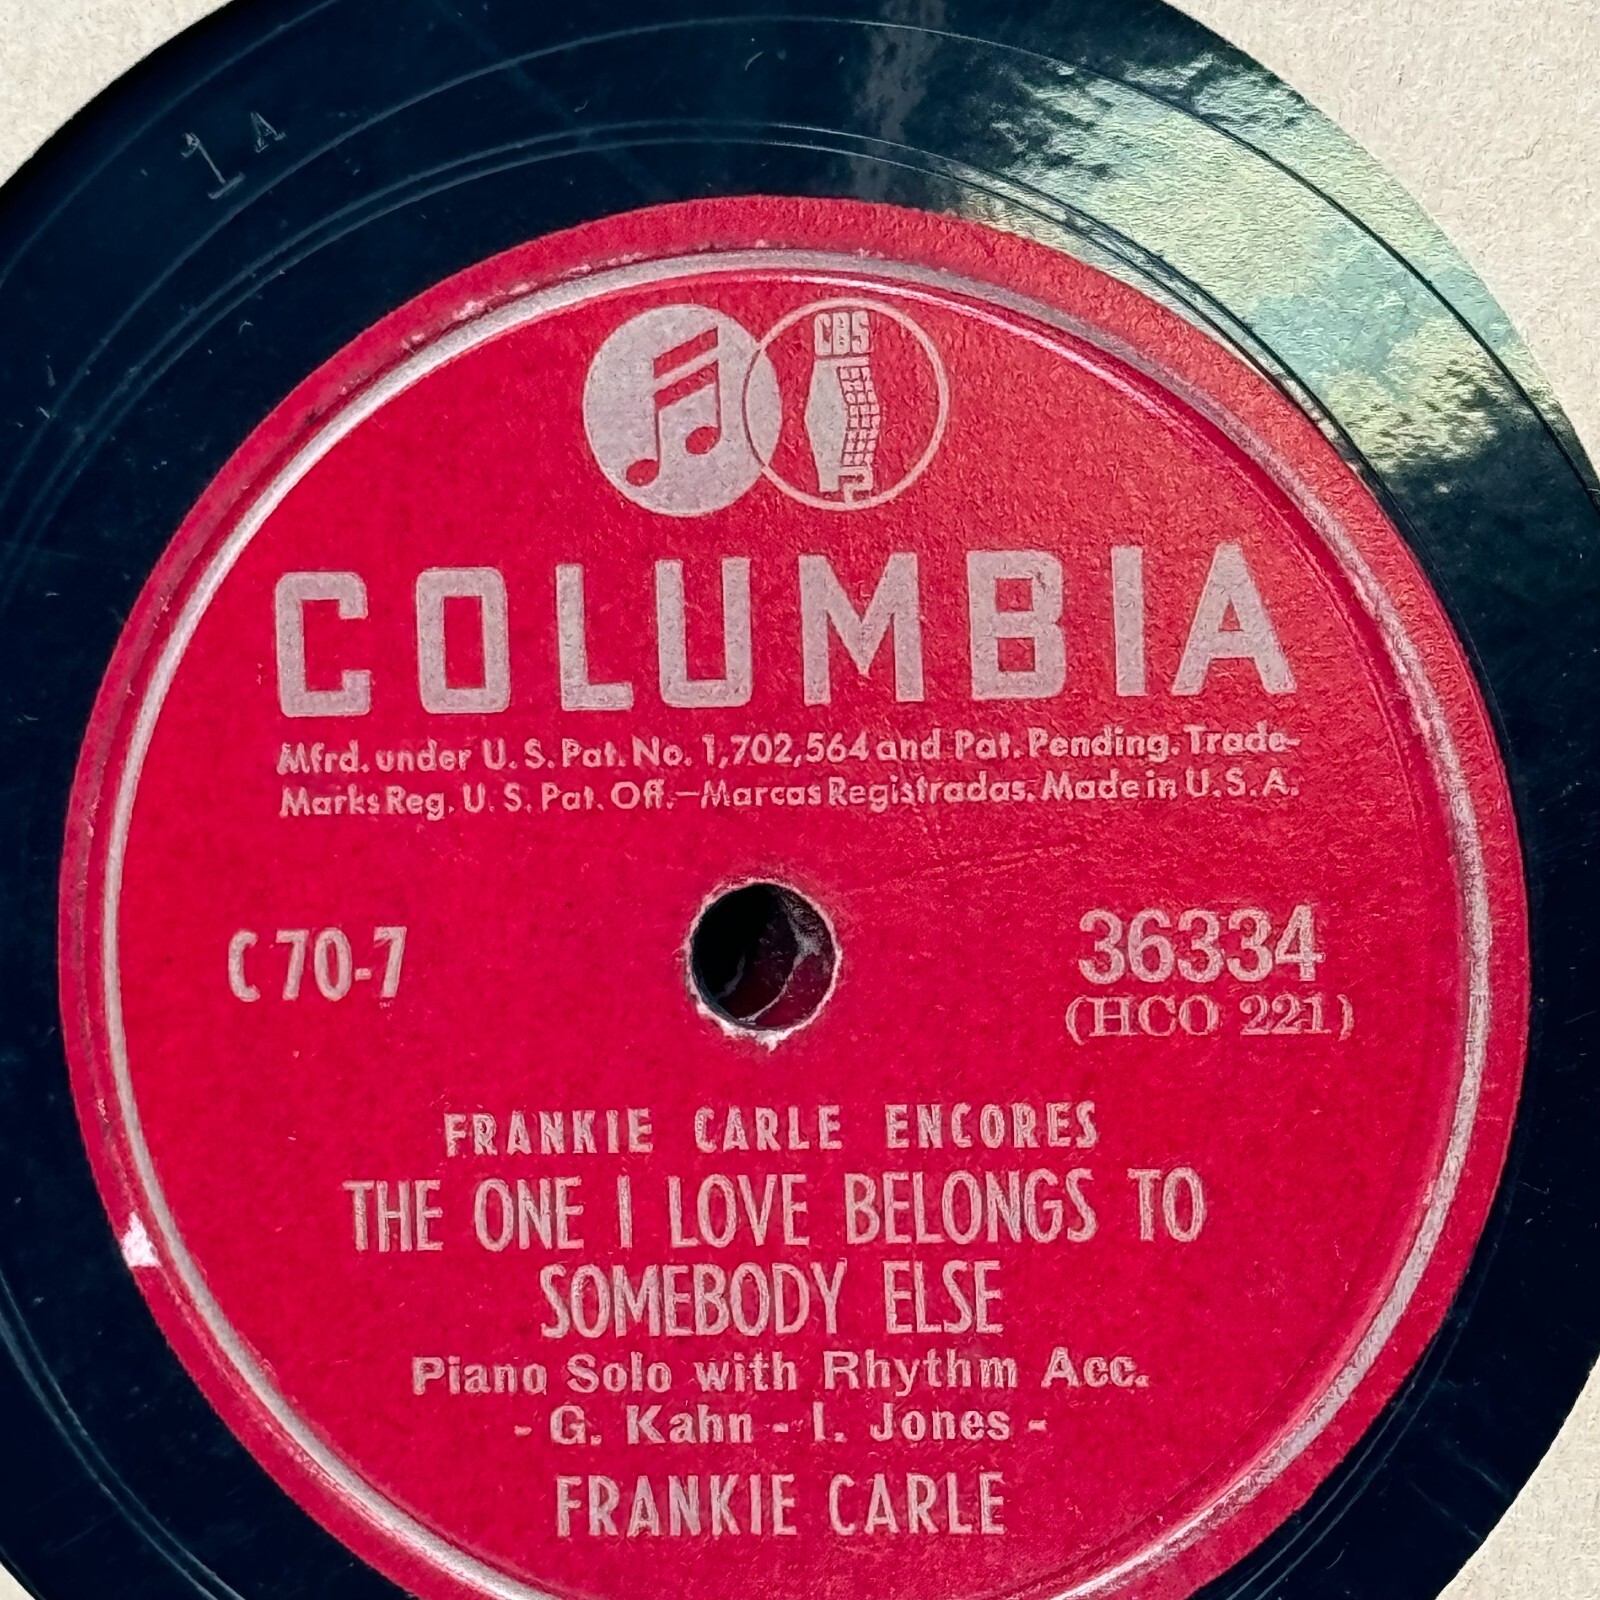 1 A
CBS
COLUMBIA
Mfrd. under U. S. Pat. No. 1,702,564 and Pat. Pending. Trade-
Marks Reg. U. S. Pat. Off.—Marcas Registradas. Made in U. S. A.
C 70-7
36334
(HCO 221)
FRANKIE CARLE ENCORES
THE ONE I LOVE BELONGS TO
SOMEBODY ELSE
Piano Solo with Rhythm Acc.
- G. Kahn - I. Jones -
FRANKIE CARLE